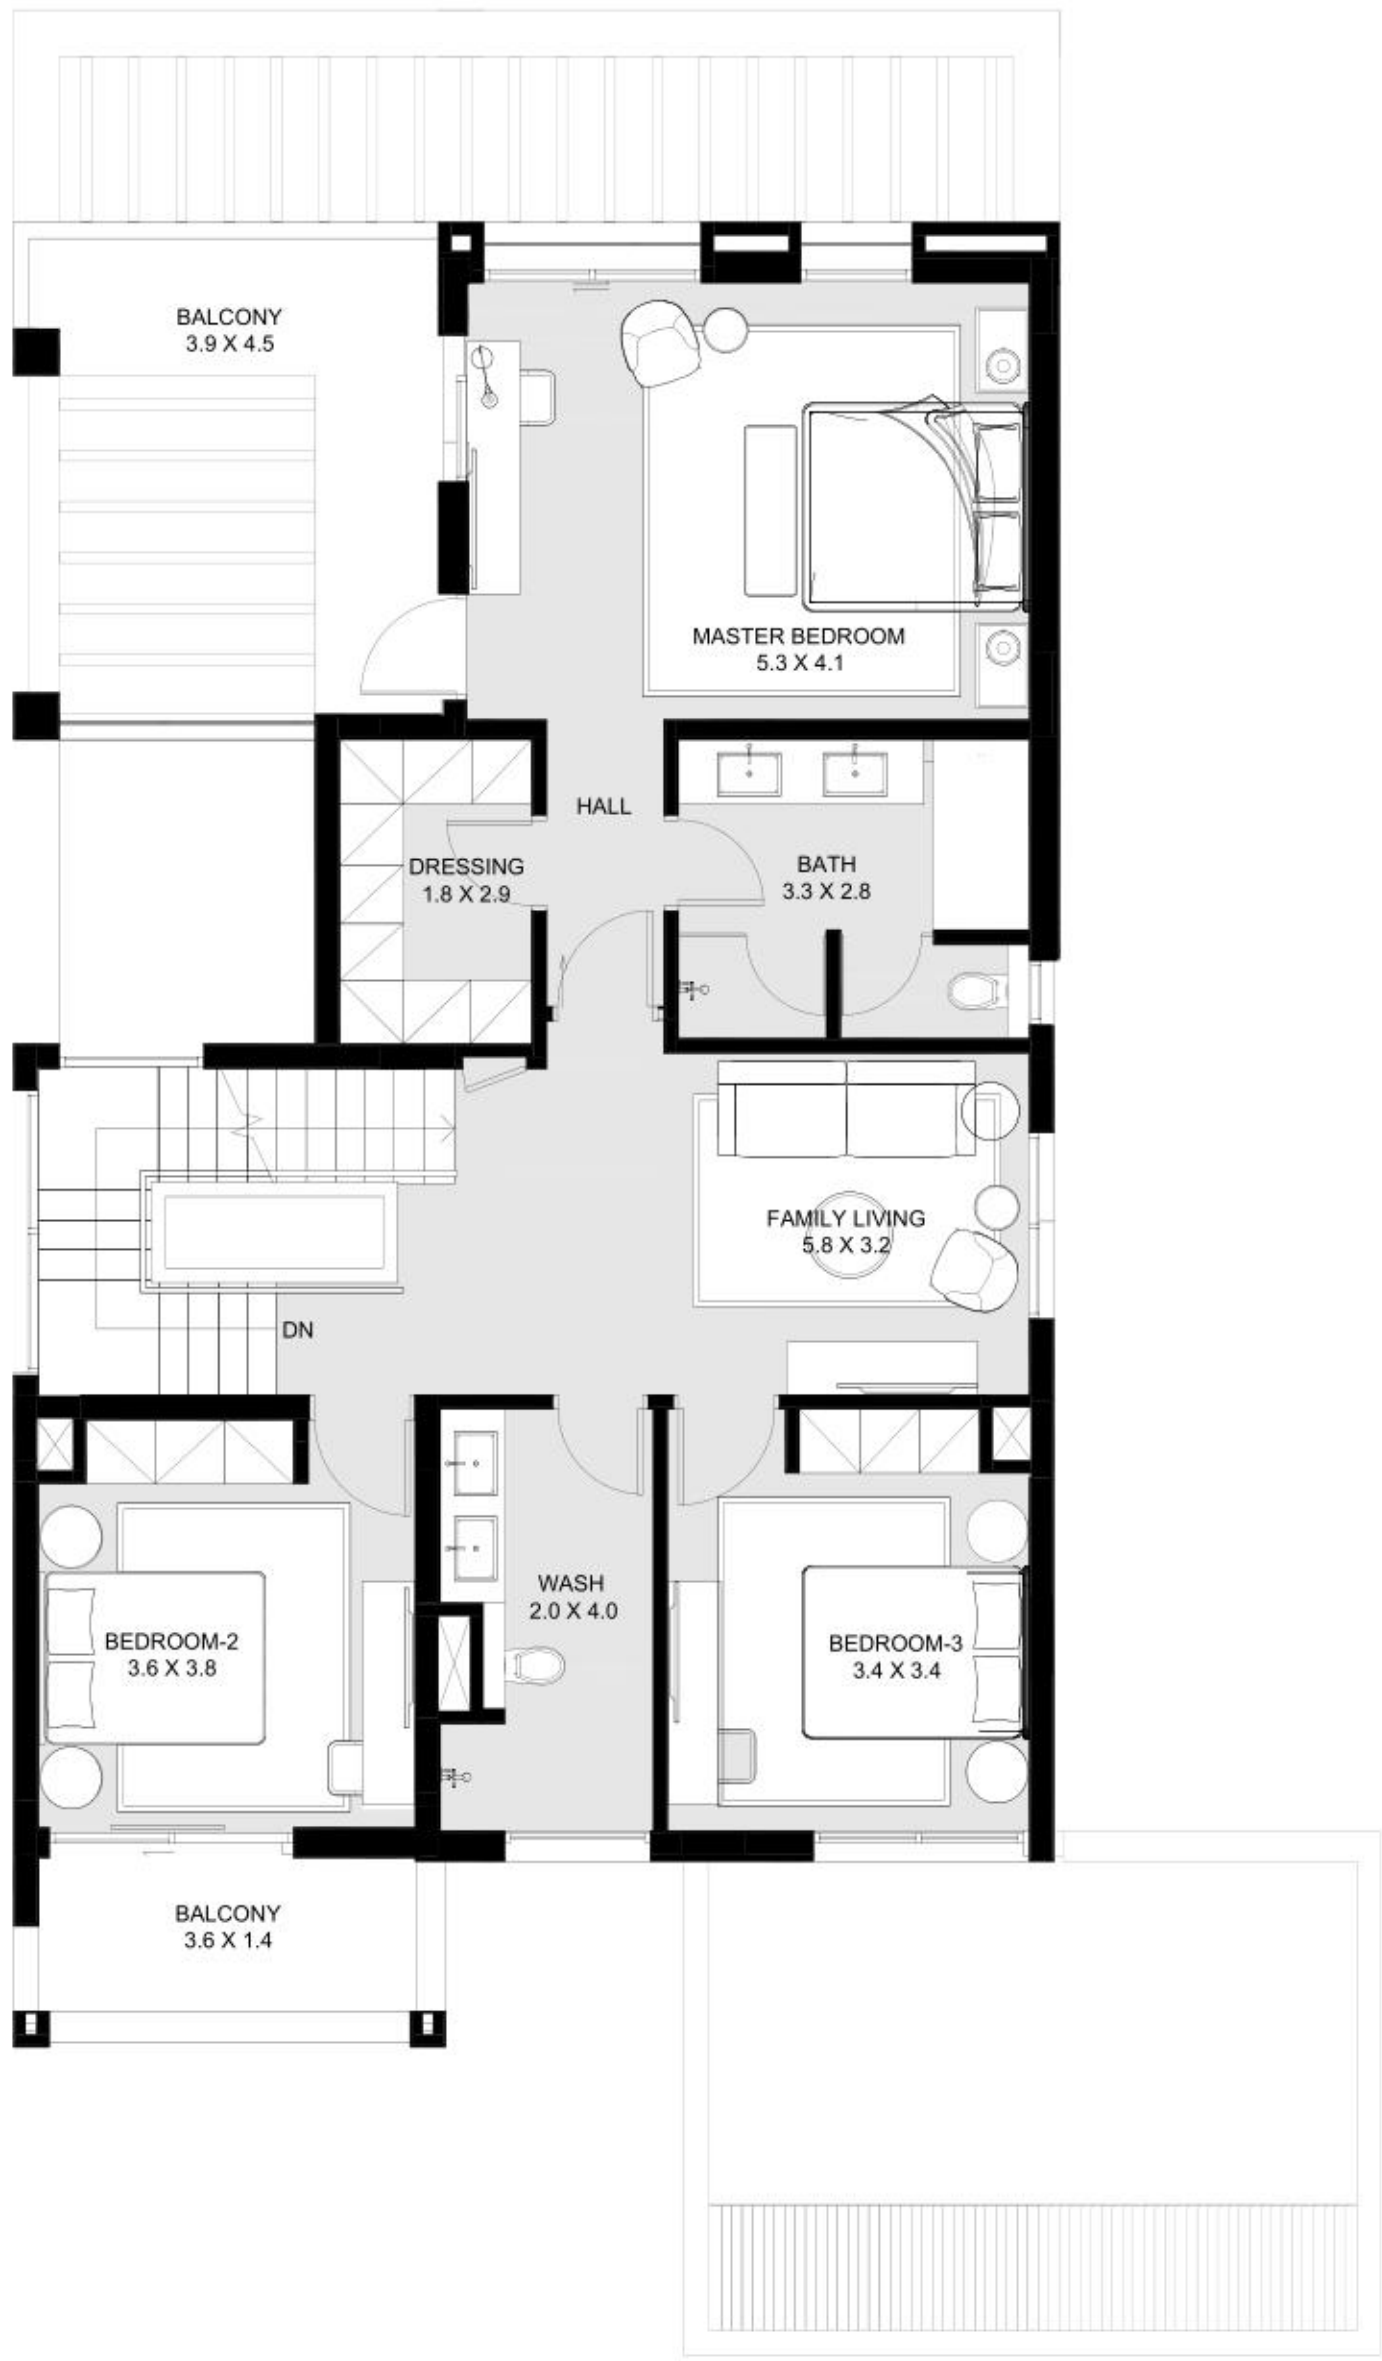 BALCONY
3.9 X 4.5
MASTER BEDROOM
5.3 X 4.1
HALL
DRESSING
1.8 X 2.9
BATH
3.3 X 2.8
FAMILY LIVING
5.8 X 3.2
DN
WASH
2.0 X 4.0
BEDROOM-2
3.6 X 3.8
BEDROOM-3
3.4 X 3.4
BALCONY
3.6 X 1.4